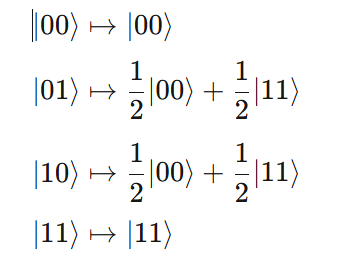 |00⟩ ↦ |00⟩
|01⟩ ↦ 1/2|00⟩ + 1/2|11⟩
|10⟩ ↦ 1/2|00⟩ + 1/2|11⟩
|11⟩ ↦ |11⟩